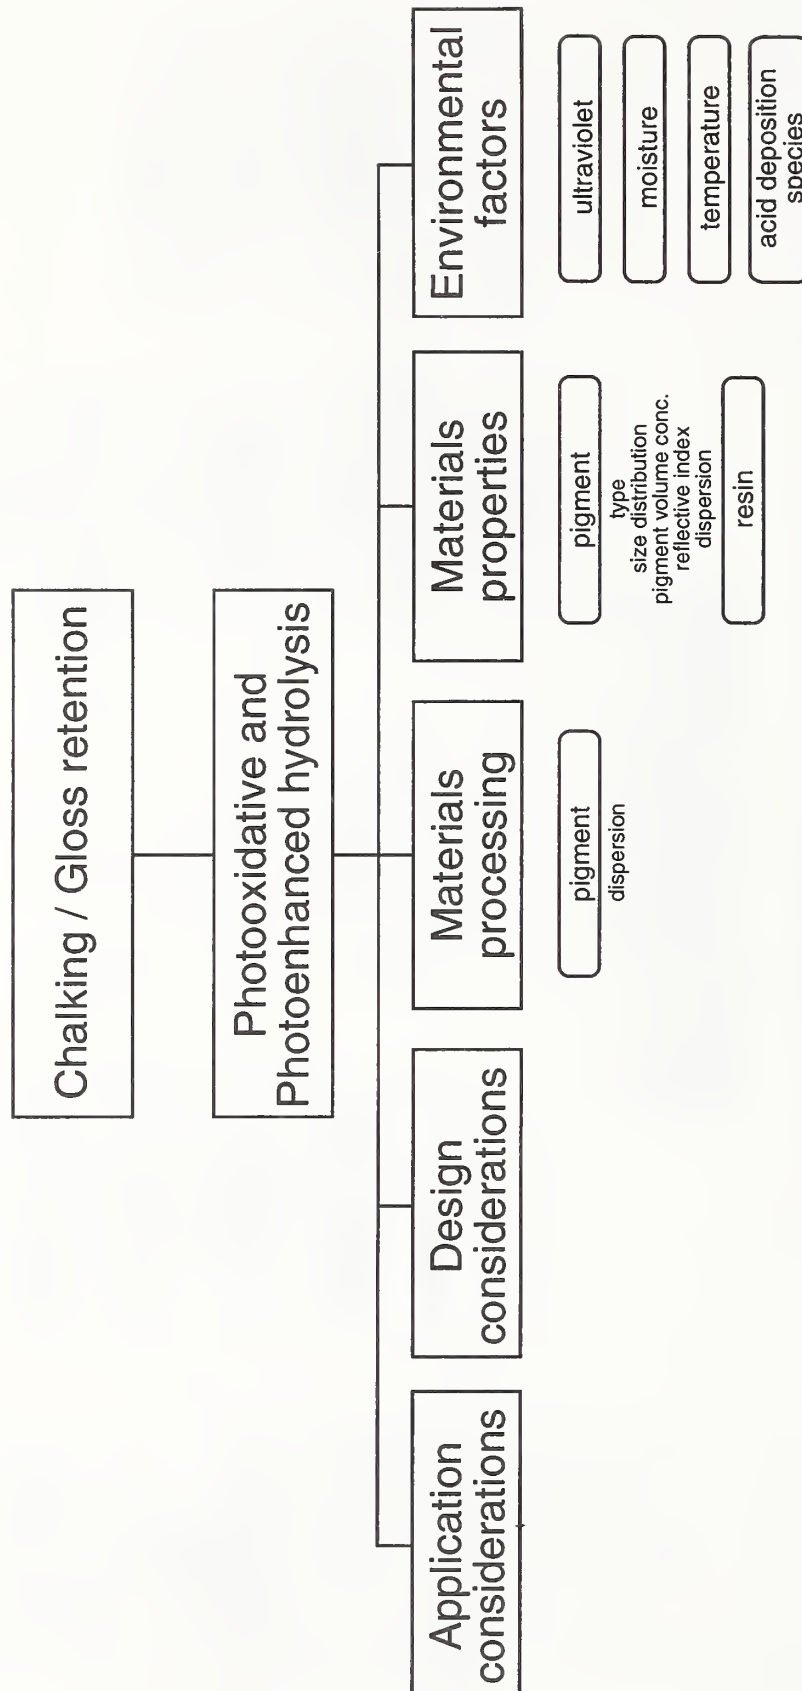 Chalking / Gloss retention
Photooxidative and
Photoenhanced hydrolysis
Application
considerations
Design
considerations
Materials
processing
pigment
dispersion
Materials
properties
pigment
type
size distribution
pigment volume conc.
reflective index
dispersion
resin
Environmental
factors
ultraviolet
moisture
temperature
acid deposition
species